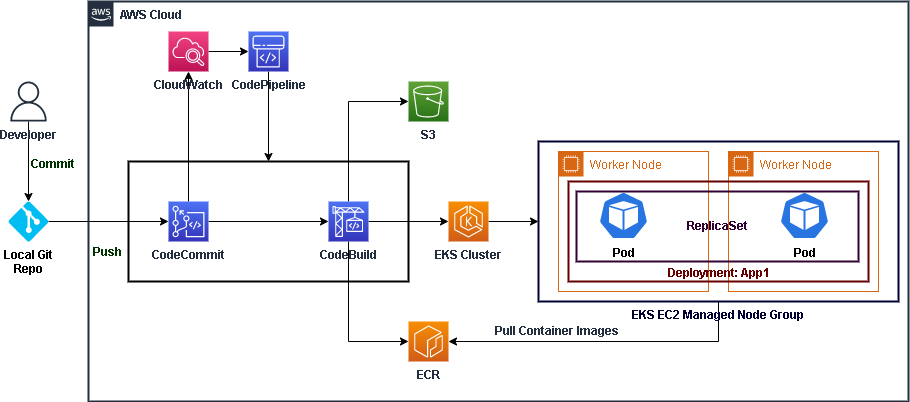 aws
AWS Cloud
CloudWatch
CodePipeline
Developer
S3
Commit
Worker Node
Worker Node
ReplicaSet
Local Git
Repo
Push
CodeCommit
CodeBuild
EKS Cluster
Pod
Pod
Deployment: App1
EKS EC2 Managed Node Group
Pull Container Images
ECR